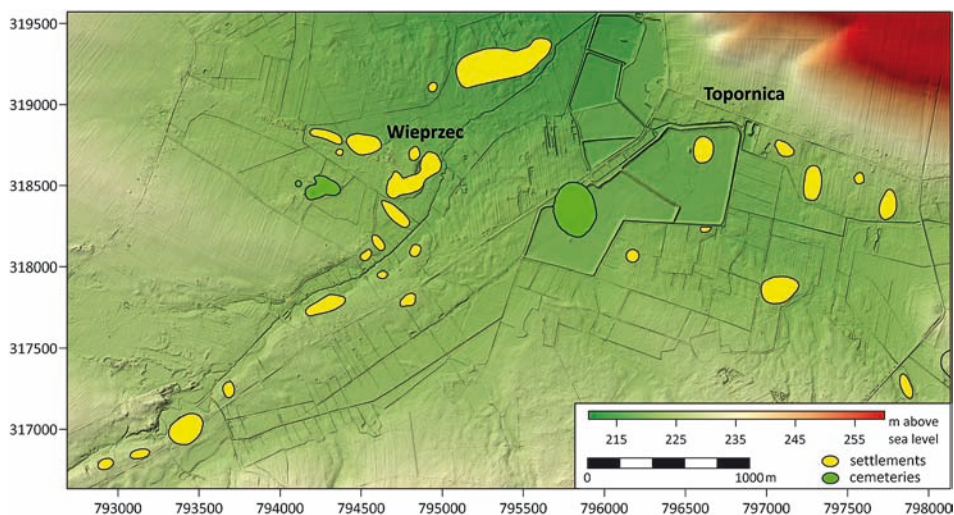 319500
319000
318500
318000
317500
317000
Topornica
Wieprzec
m above
215 225 235 245 255 sea level
0 1000 m
settlements
cemeteries
793000 793500 794000 794500 795000 795500 796000 796500 797000 797500 798000